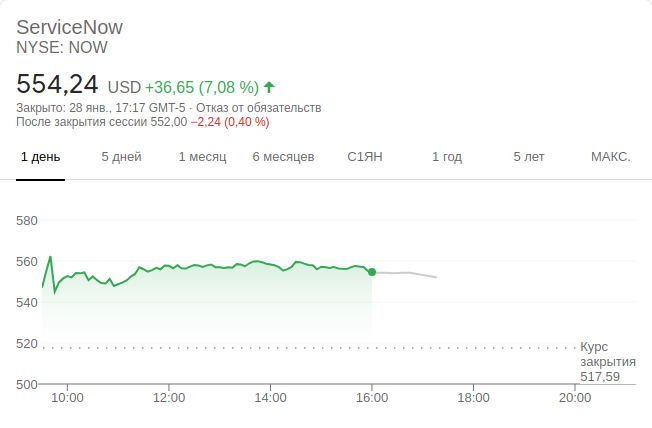 ServiceNow
NYSE: NOW
554,24 USD +36,65 (7,08 %)
Закрыто: 28 янв., 17:17 GMT-5 · Отказ от обязательств
После закрытия сессии 552,00 −2,24 (0,40 %)
1 день 5 дней 1 месяц 6 месяцев С1ЯН 1 год 5 лет МАКС.
580
560
540
520
Курс
закрытия
517,59
500
10:00 12:00 14:00 16:00 18:00 20:00